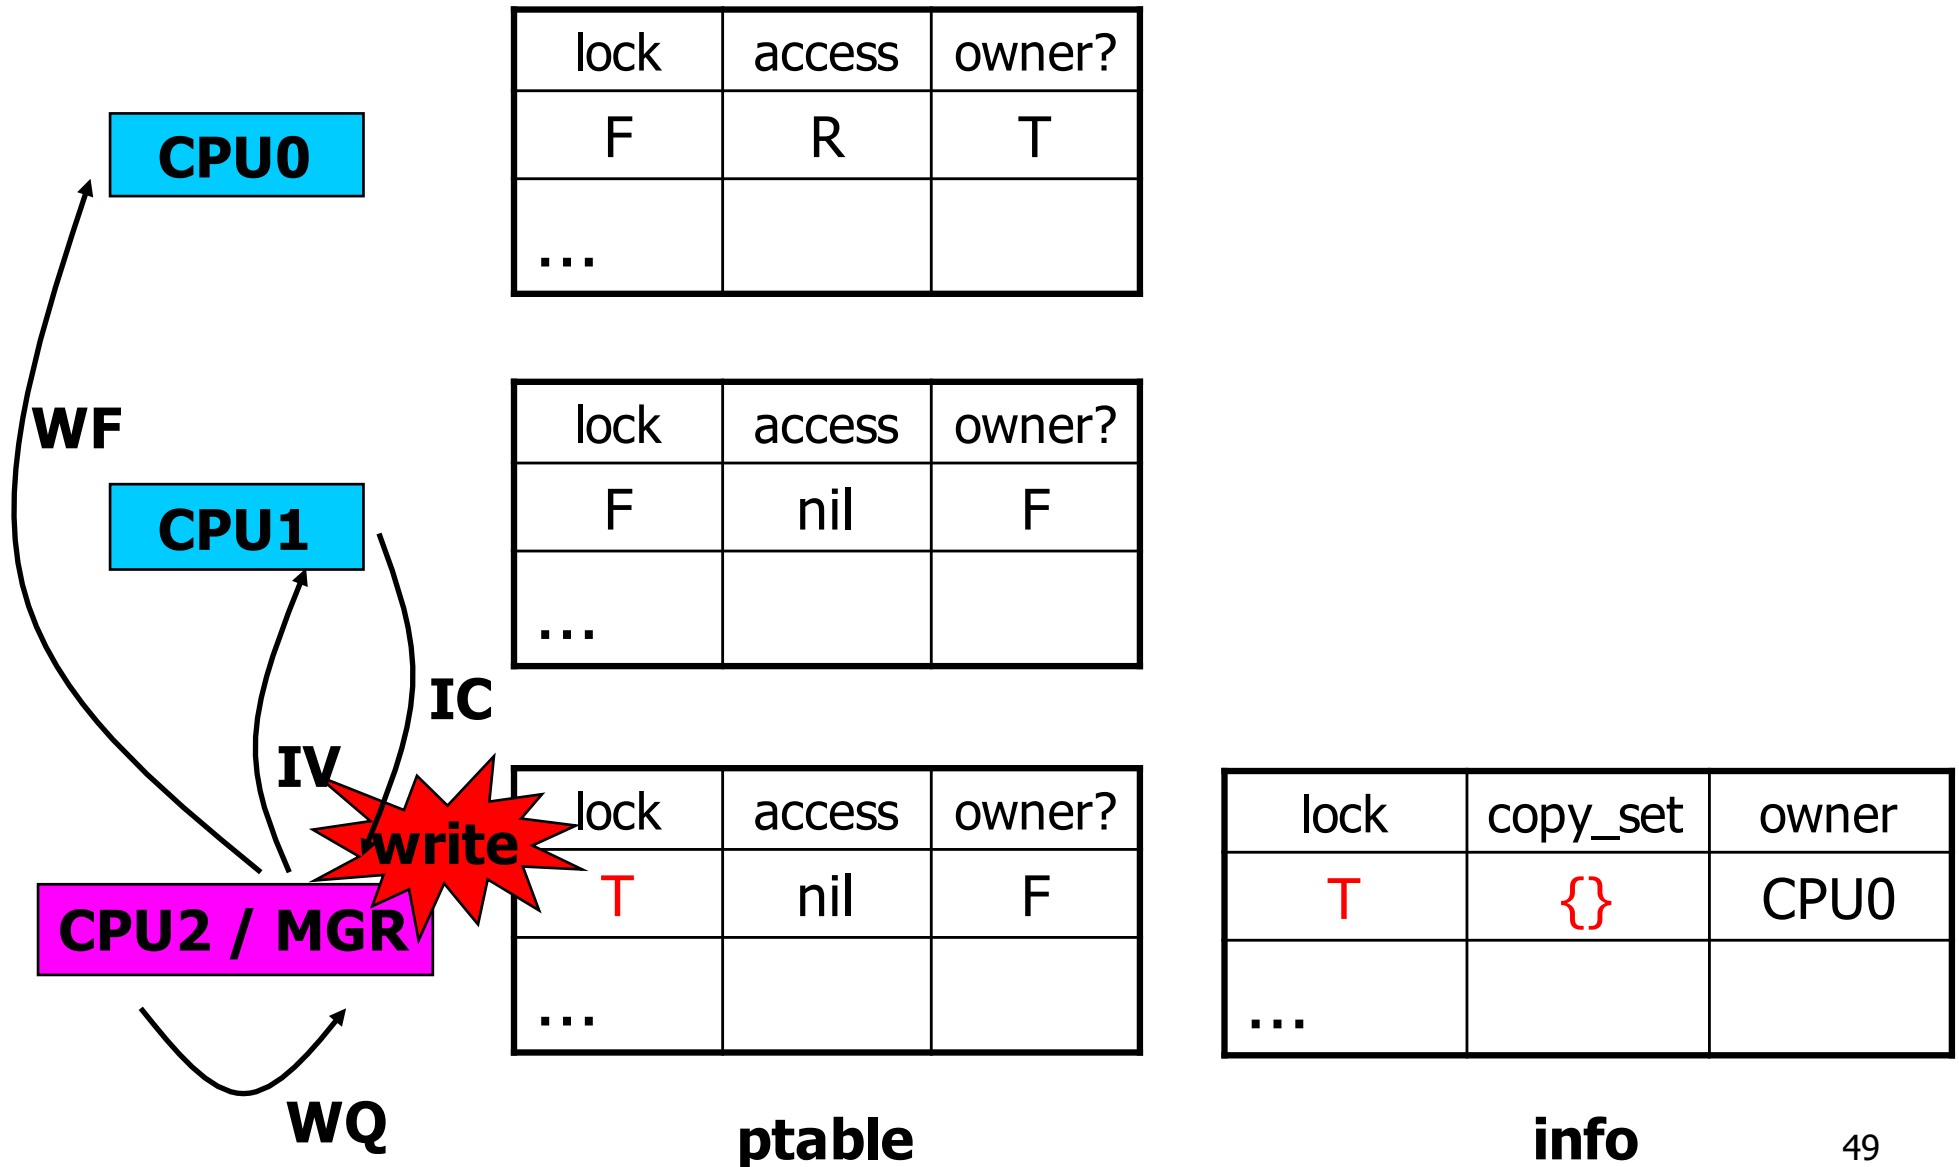 lock access owner?
CPU0
F R T
...
WF
lock access owner?
CPU1
F nil F
...
IC
IV
write
lock access owner?
T nil F
...
CPU2 / MGR
lock copy_set owner
T {} CPU0
...
WQ
ptable
info
49